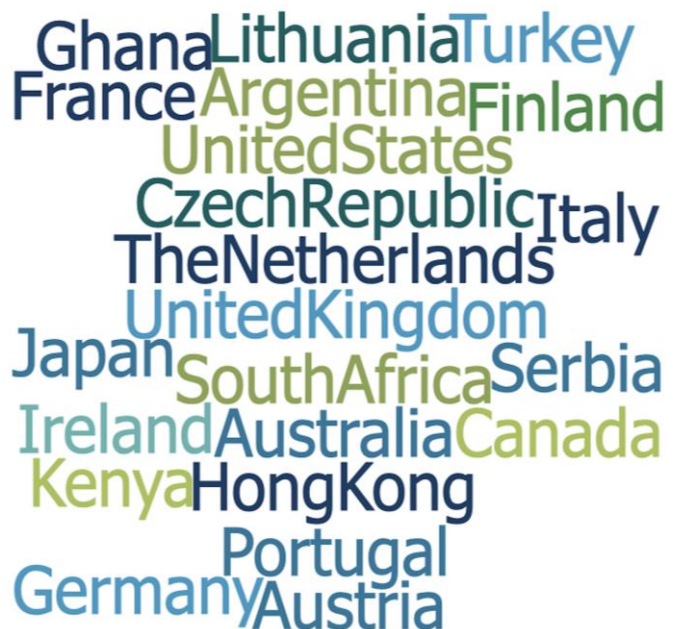 Ghana Lithuania Turkey
France Argentina Finland
UnitedStates
CzechRepublic Italy
TheNetherlands
UnitedKingdom
Japan SouthAfrica Serbia
Ireland Australia Canada
Kenya HongKong
Portugal
Germany Austria